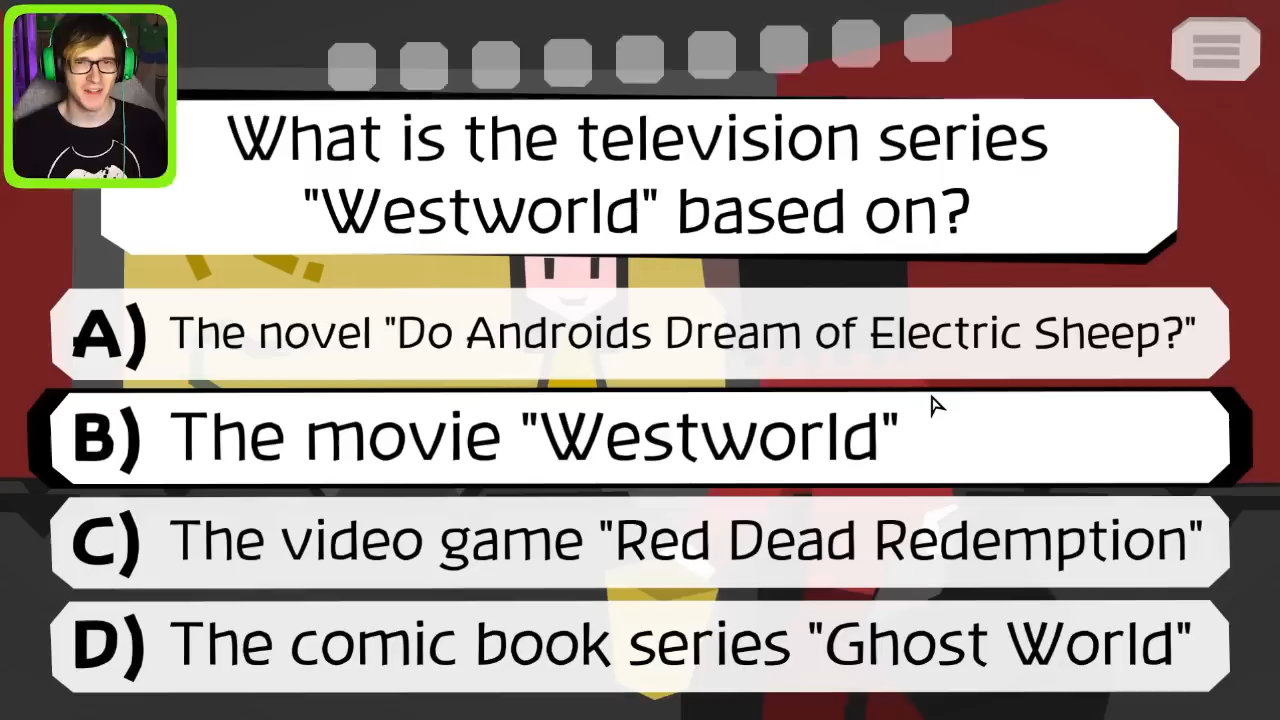 What is the television series
"Westworld" based on?
A) The novel "Do Androids Dream of Electric Sheep?"
B) The movie "Westworld"
C) The video game "Red Dead Redemption"
D) The comic book series "Ghost World"